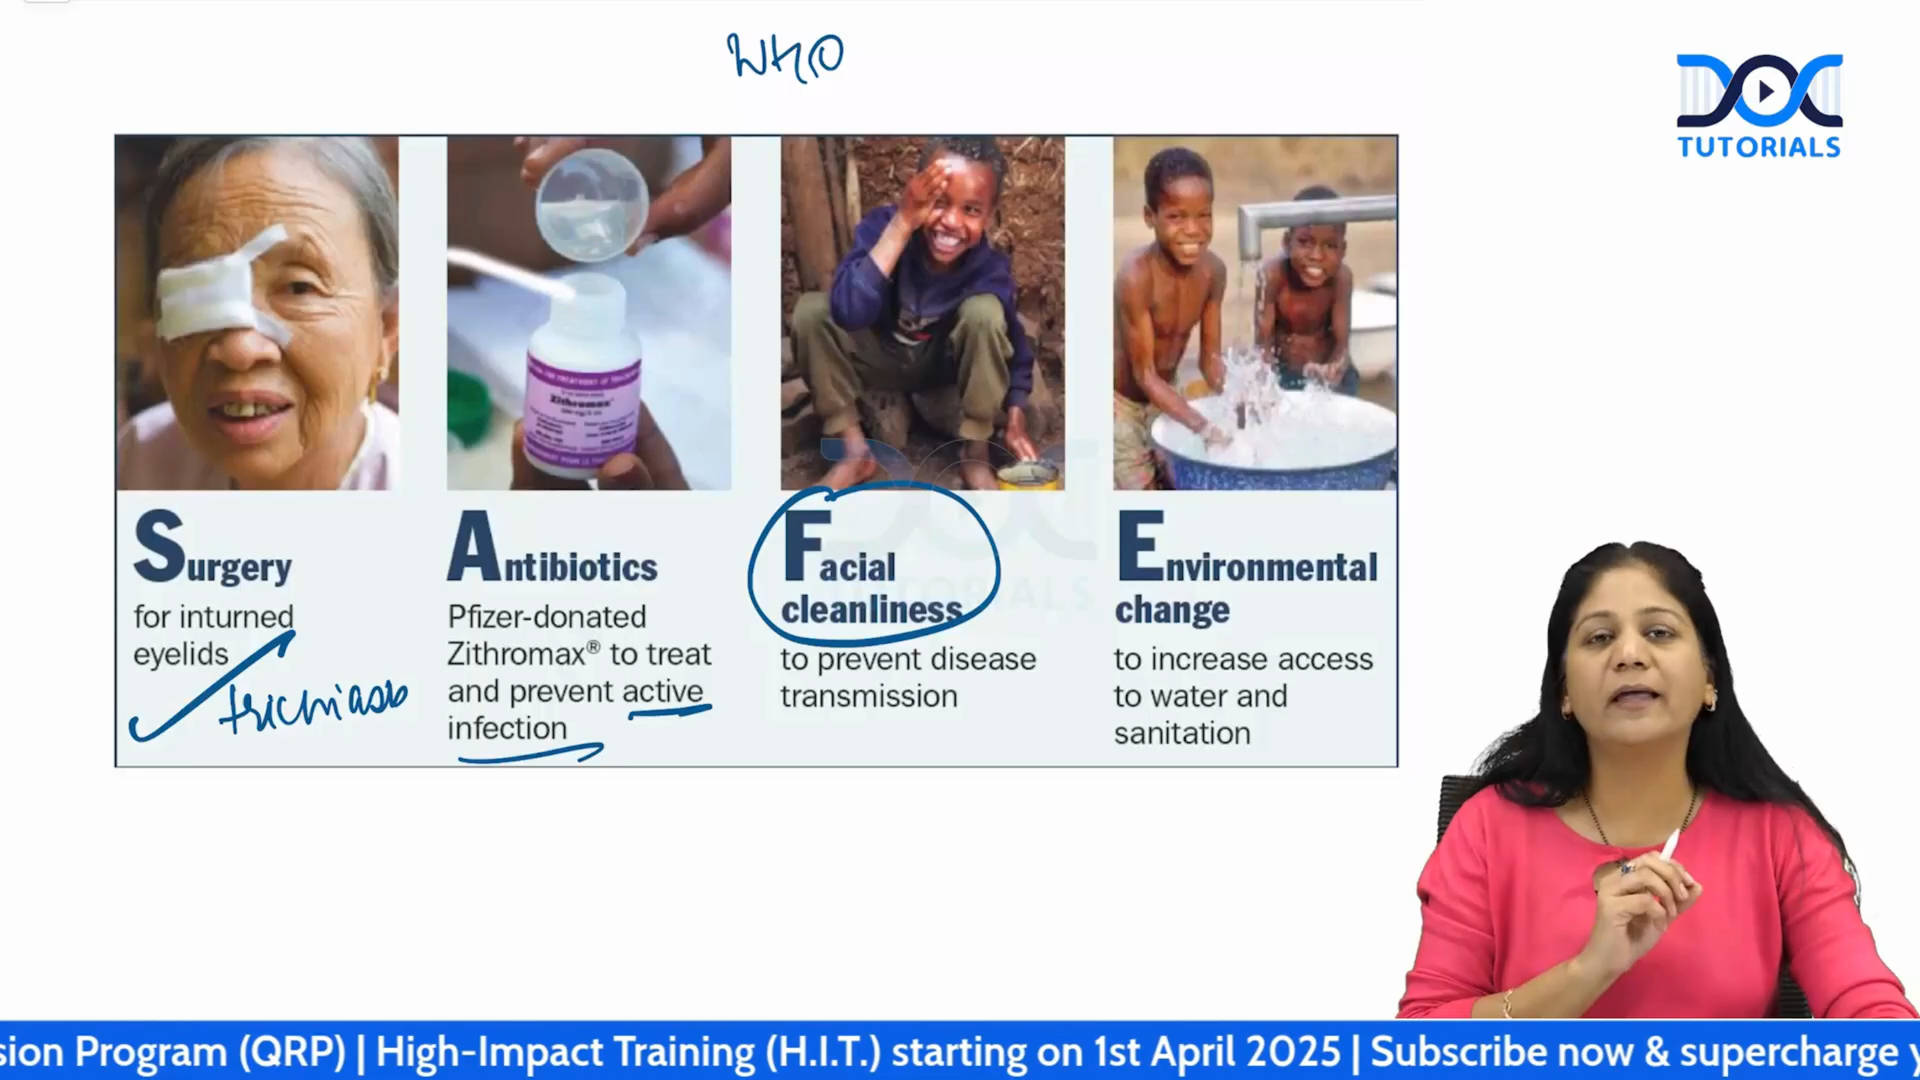 WHO
DOC
TUTORIALS
Zithromax
Surgery
for inturned
eyelids
trichiasis
Antibiotics
Pfizer-donated
Zithromax® to treat
and prevent active
infection
Facial
cleanliness
to prevent disease
transmission
Environmental
change
to increase access
to water and
sanitation
sion Program (QRP) | High-Impact Training (H.I.T.) starting on 1st April 2025 | Subscribe now & supercharge y